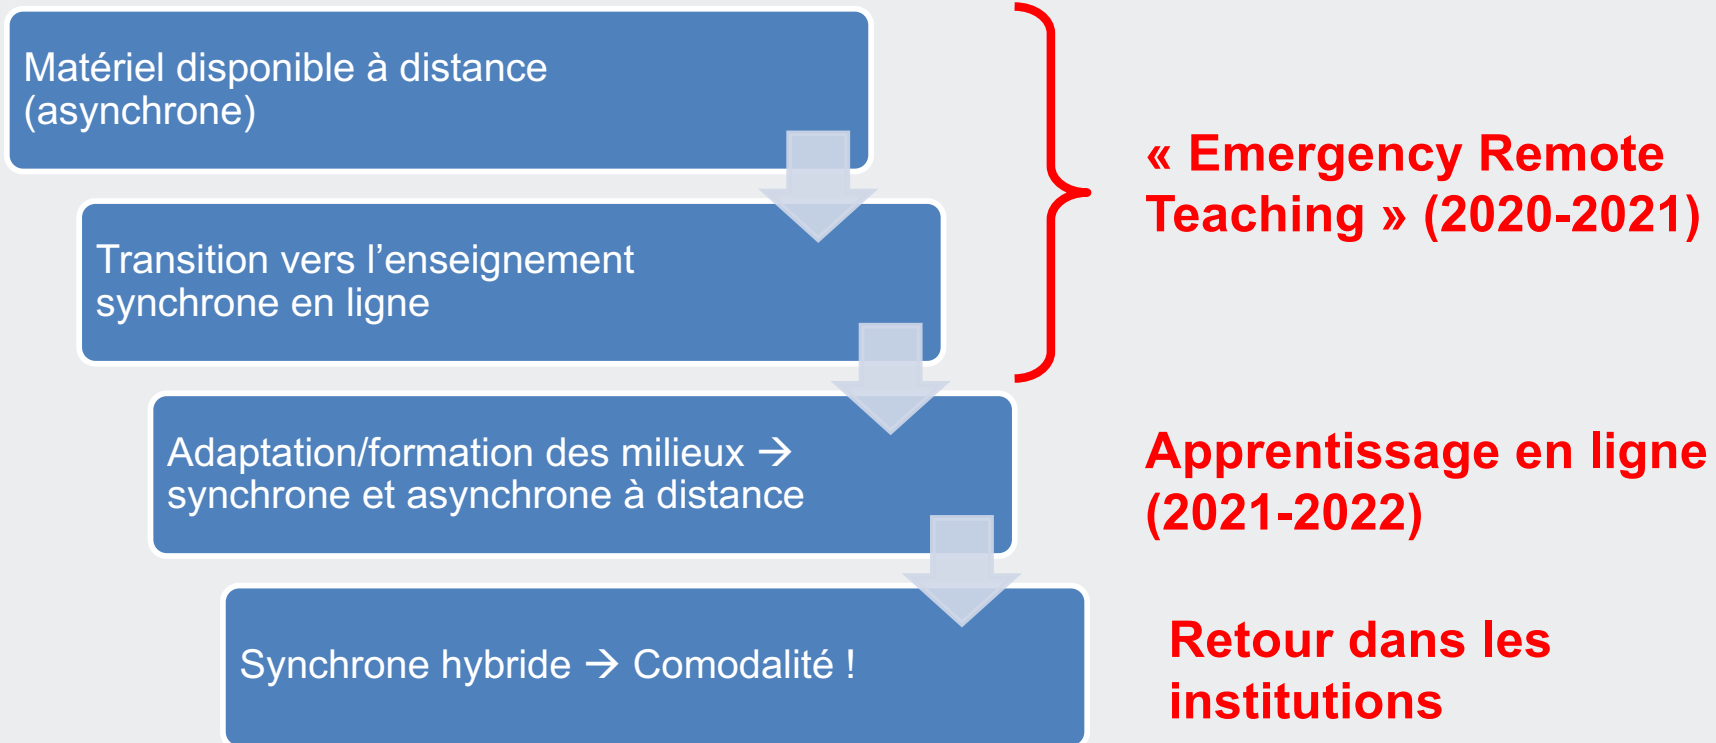 Matériel disponible à distance
(asynchrone)
« Emergency Remote
Teaching » (2020-2021)
Transition vers l’enseignement
synchrone en ligne
Adaptation/formation des milieux →
synchrone et asynchrone à distance
Apprentissage en ligne
(2021-2022)
Synchrone hybride → Comodalité !
Retour dans les
institutions